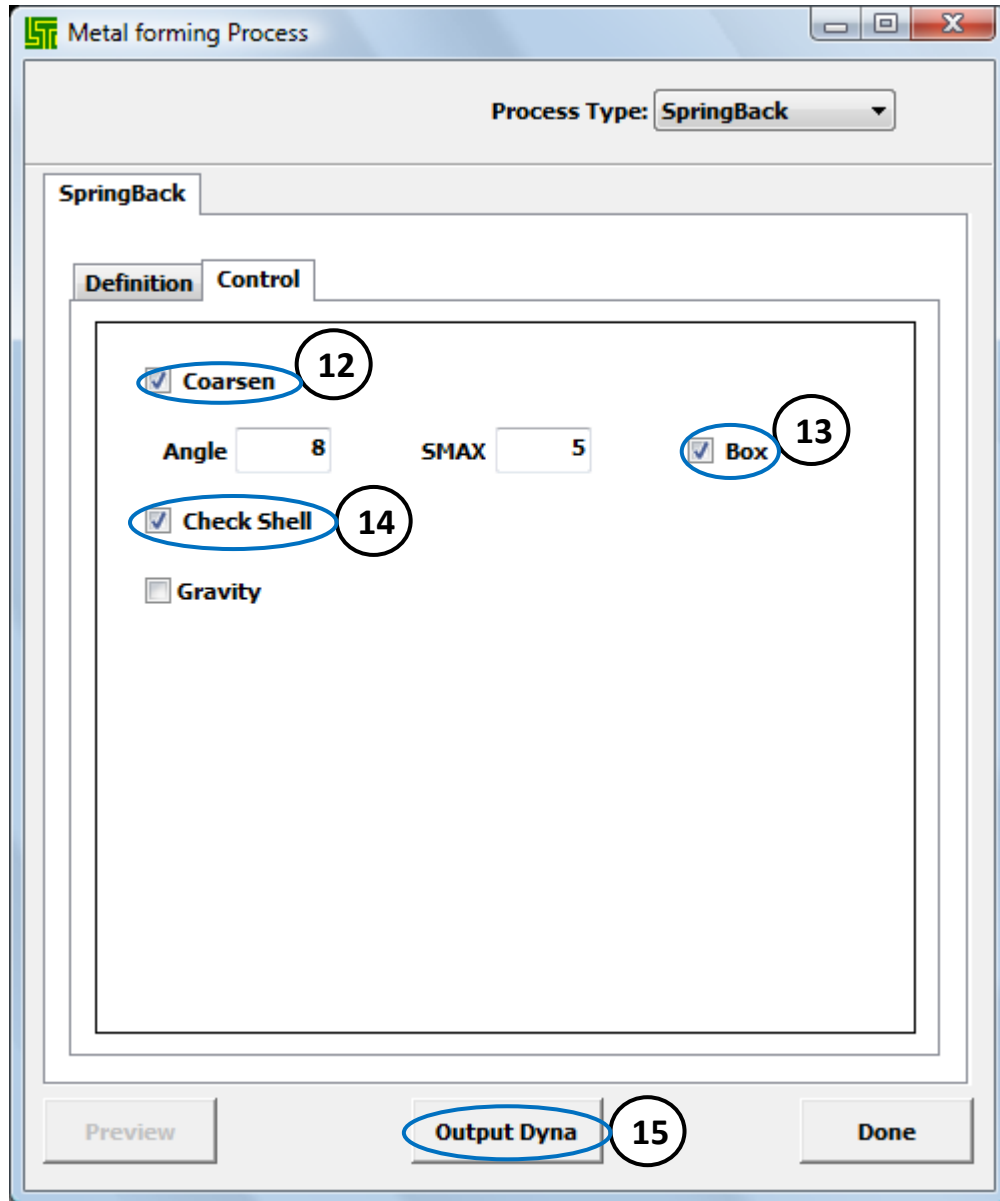 LSTC Metal forming Process
Process Type: SpringBack
SpringBack
Definition Control
Coarsen 12
Angle 8 SMAX 5 Box 13
Check Shell 14
Gravity
Preview Output Dyna 15 Done